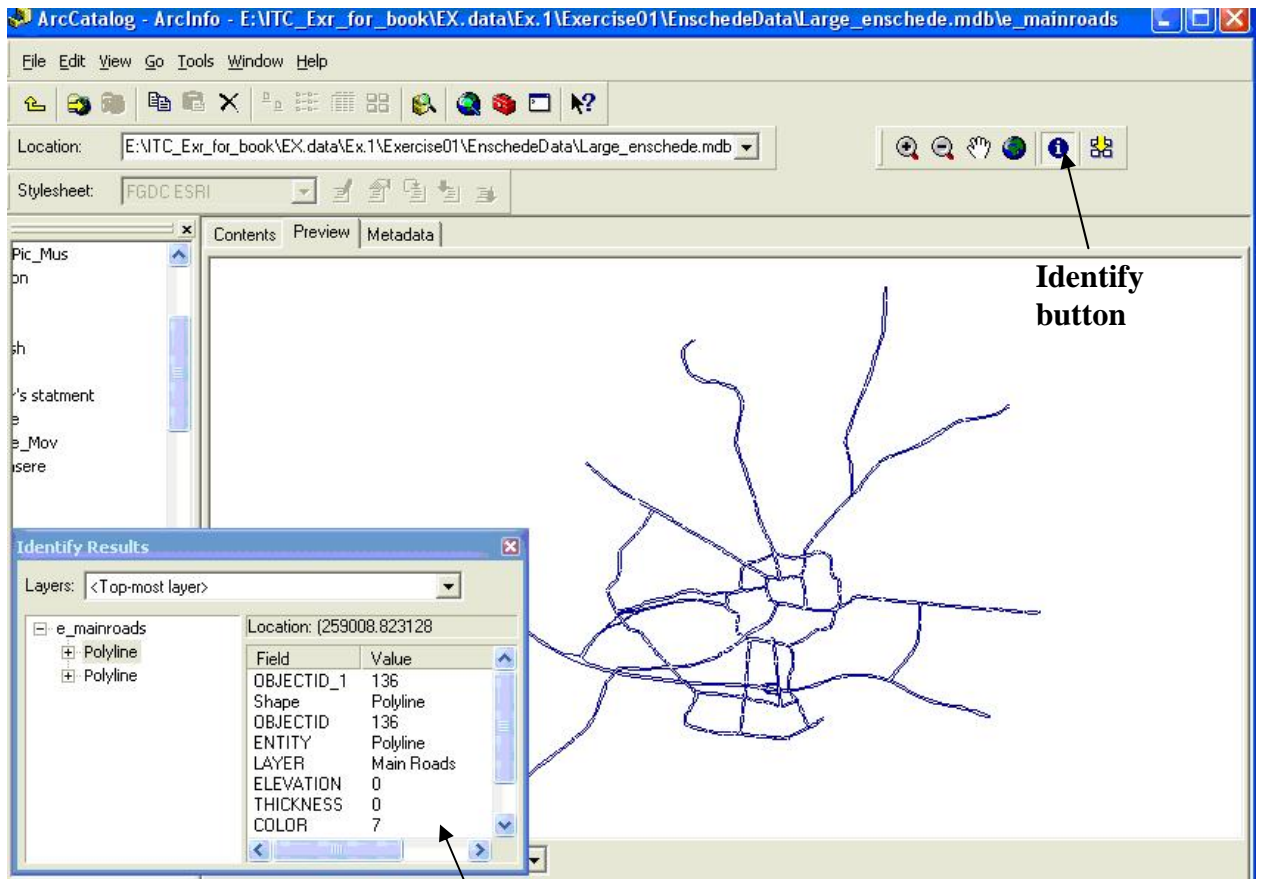 ArcCatalog - ArcInfo - E:\ITC_Exr_for_book\EX.data\Ex.1\Exercise01\EnschedeData\Large_enschede.mdb\e_mainroads
File Edit View Go Tools Window Help
Location: E:\ITC_Exr_for_book\EX.data\Ex.1\Exercise01\EnschedeData\Large_enschede.mdb
Stylesheet: FGDC ESRI
Contents Preview Metadata
Pic_Mus
on
sh
r's statment
e
e_Mov
sere
Identify
button
Identify Results
Layers: <Top-most layer>
e_mainroads
Polyline
Polyline
Location: (259008.823128
Field Value
OBJECTID_1 136
Shape Polyline
OBJECTID 136
ENTITY Polyline
LAYER Main Roads
ELEVATION 0
THICKNESS 0
COLOR 7